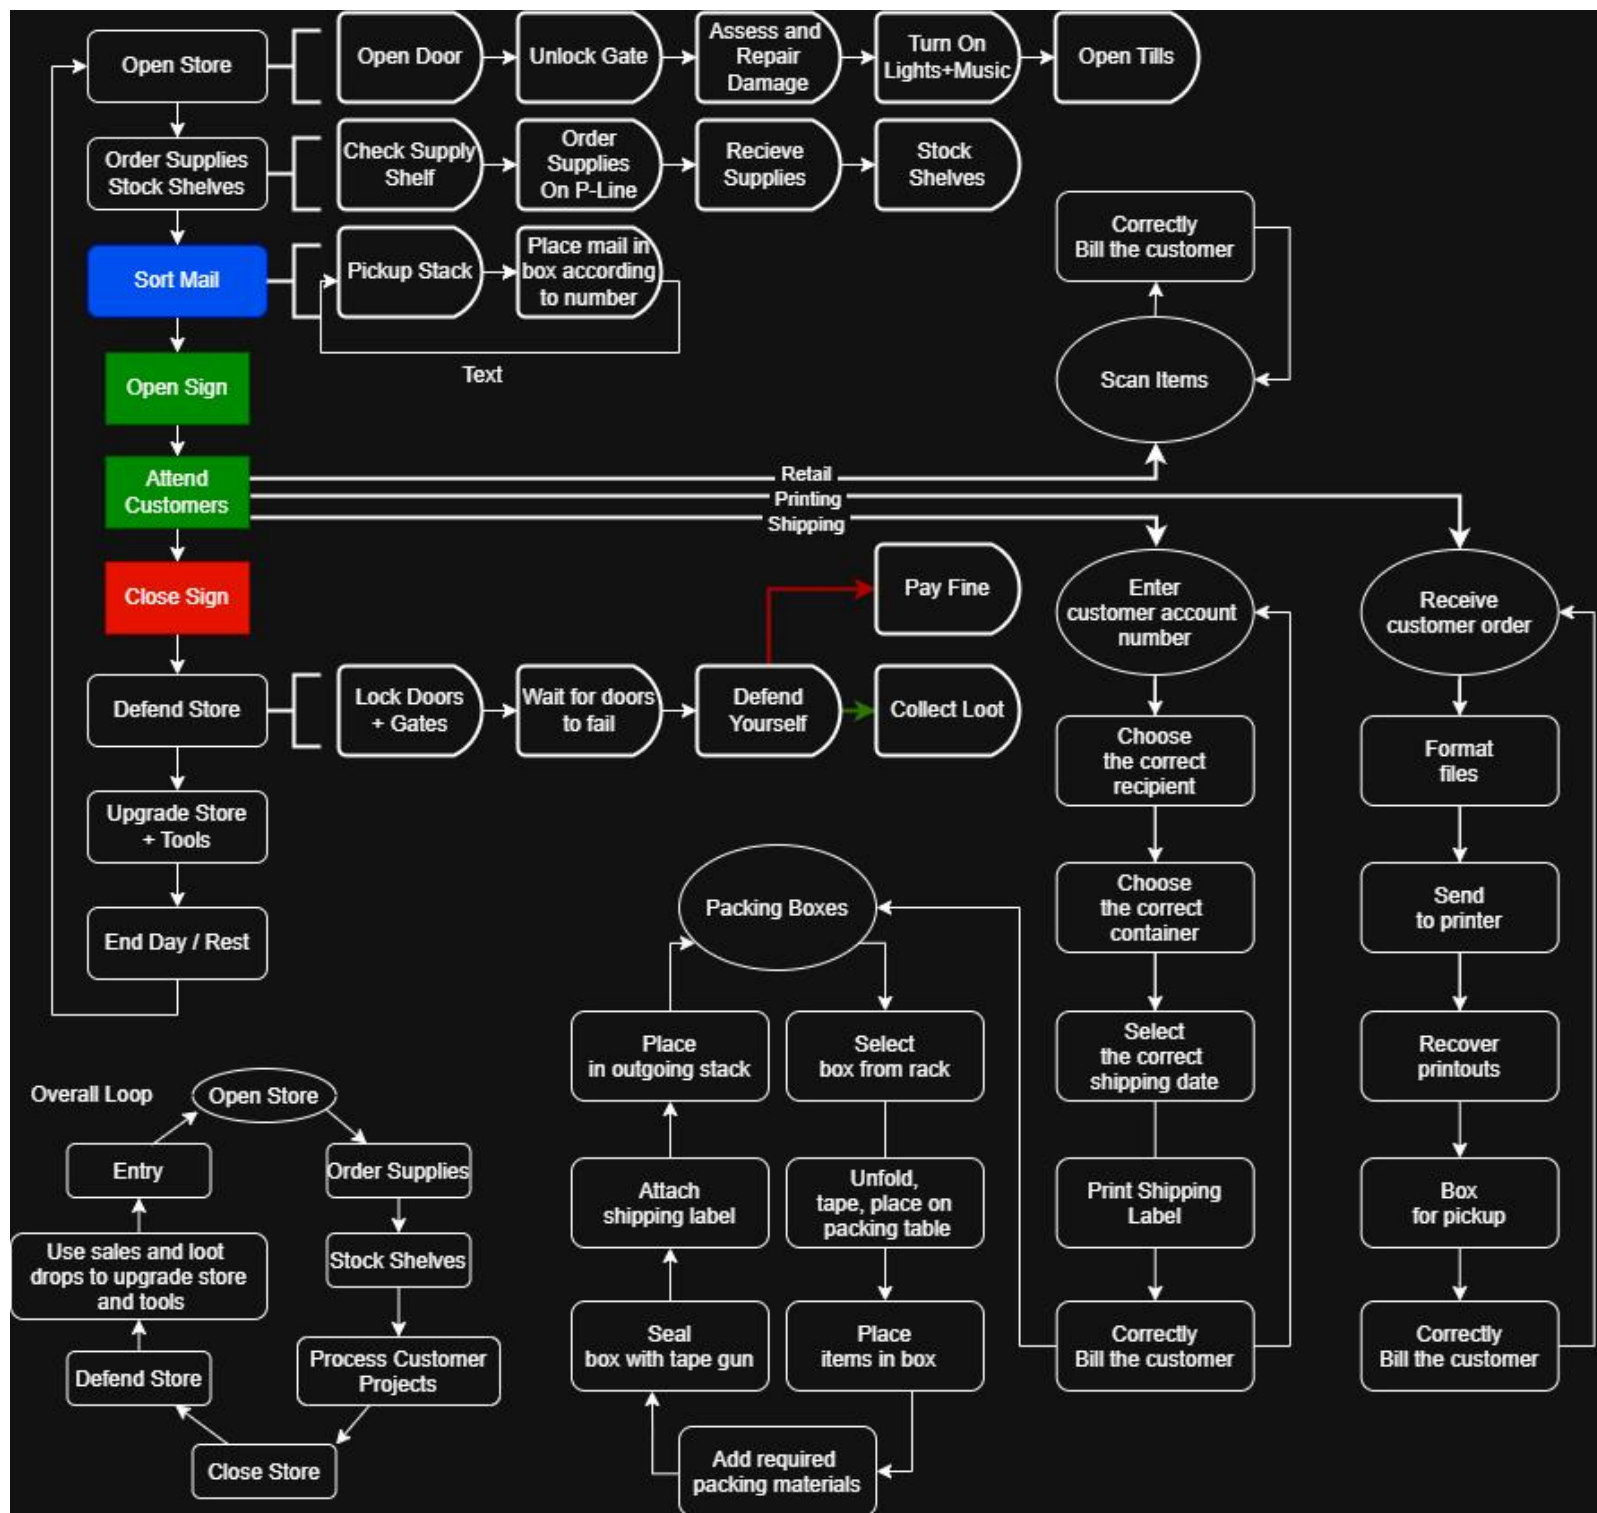 Open Store
Open Door
Unlock Gate
Assess and
Repair
Damage
Turn On
Lights+Music
Open Tills
Order Supplies
Stock Shelves
Check Supply
Shelf
Order
Supplies
On P-Line
Recieve
Supplies
Stock
Shelves
Sort Mail
Pickup Stack
Place mail in
box according
to number
Text
Correctly
Bill the customer
Scan Items
Open Sign
Attend
Customers
Retail
Printing
Shipping
Close Sign
Pay Fine
Defend Store
Lock Doors
+ Gates
Wait for doors
to fail
Defend
Yourself
Collect Loot
Upgrade Store
+ Tools
End Day / Rest
Enter
customer account
number
Choose
the correct
recipient
Choose
the correct
container
Select
the correct
shipping date
Print Shipping
Label
Correctly
Bill the customer
Receive
customer order
Format
files
Send
to printer
Recover
printouts
Box
for pickup
Correctly
Bill the customer
Packing Boxes
Select
box from rack
Unfold,
tape, place on
packing table
Place
items in box
Add required
packing materials
Seal
box with tape gun
Attach
shipping label
Place
in outgoing stack
Overall Loop
Open Store
Order Supplies
Stock Shelves
Process Customer
Projects
Close Store
Defend Store
Use sales and loot
drops to upgrade store
and tools
Entry